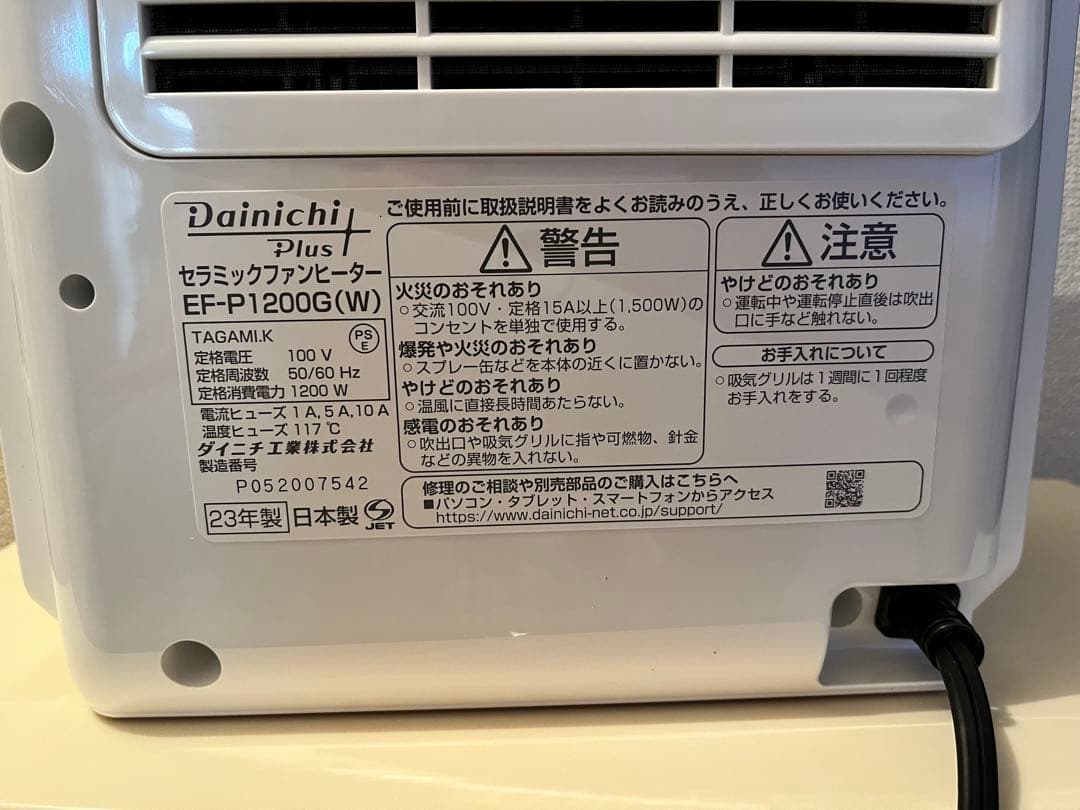 Dainichi
Plus
セラミックファンヒーター
EF-P1200G(W)
TAGAMI.K
PS
E
定格電圧 100 V
定格周波数 50/60 Hz
定格消費電力 1200 W
電流ヒューズ 1 A, 5 A, 10 A
温度ヒューズ 117 ℃
ダイニチ工業株式会社
製造番号
P052007542
23年製 日本製 S JET
ご使用前に取扱説明書をよくお読みのうえ、正しくお使いください。
警告
火災のおそれあり
○交流100V・定格15A以上(1,500W)の
コンセントを単独で使用する。
爆発や火災のおそれあり
○スプレー缶などを本体の近くに置かない。
やけどのおそれあり
○温風に直接長時間あたらない。
感電のおそれあり
○吹出口や吸気グリルに指や可燃物、針金
などの異物を入れない。
注意
やけどのおそれあり
○運転中や運転停止直後は吹出
口に手など触れない。
お手入れについて
○吸気グリルは1週間に1回程度
お手入れをする。
修理のご相談や別売部品のご購入はこちらへ
■パソコン・タブレット・スマートフォンからアクセス
https://www.dainichi-net.co.jp/support/